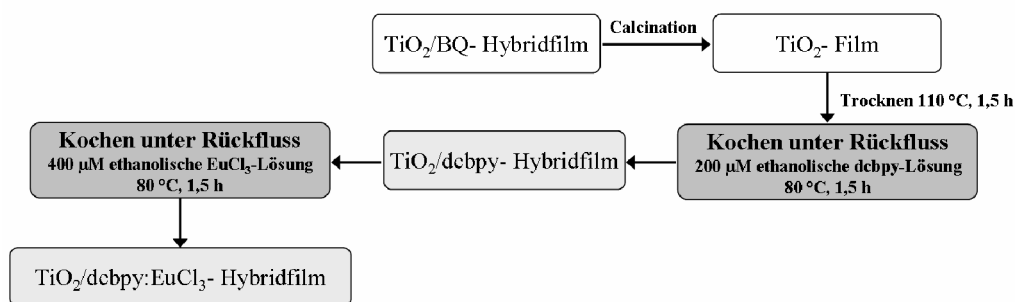 TiO₂/BQ- Hybridfilm
Calcination
TiO₂- Film
Trocknen 110 °C, 1,5 h
Kochen unter Rückfluss
200 µM ethanolische dcbpy-Lösung
80 °C, 1,5 h
TiO₂/dcbpy- Hybridfilm
Kochen unter Rückfluss
400 µM ethanolische EuCl₃-Lösung
80 °C, 1,5 h
TiO₂/dcbpy:EuCl₃- Hybridfilm